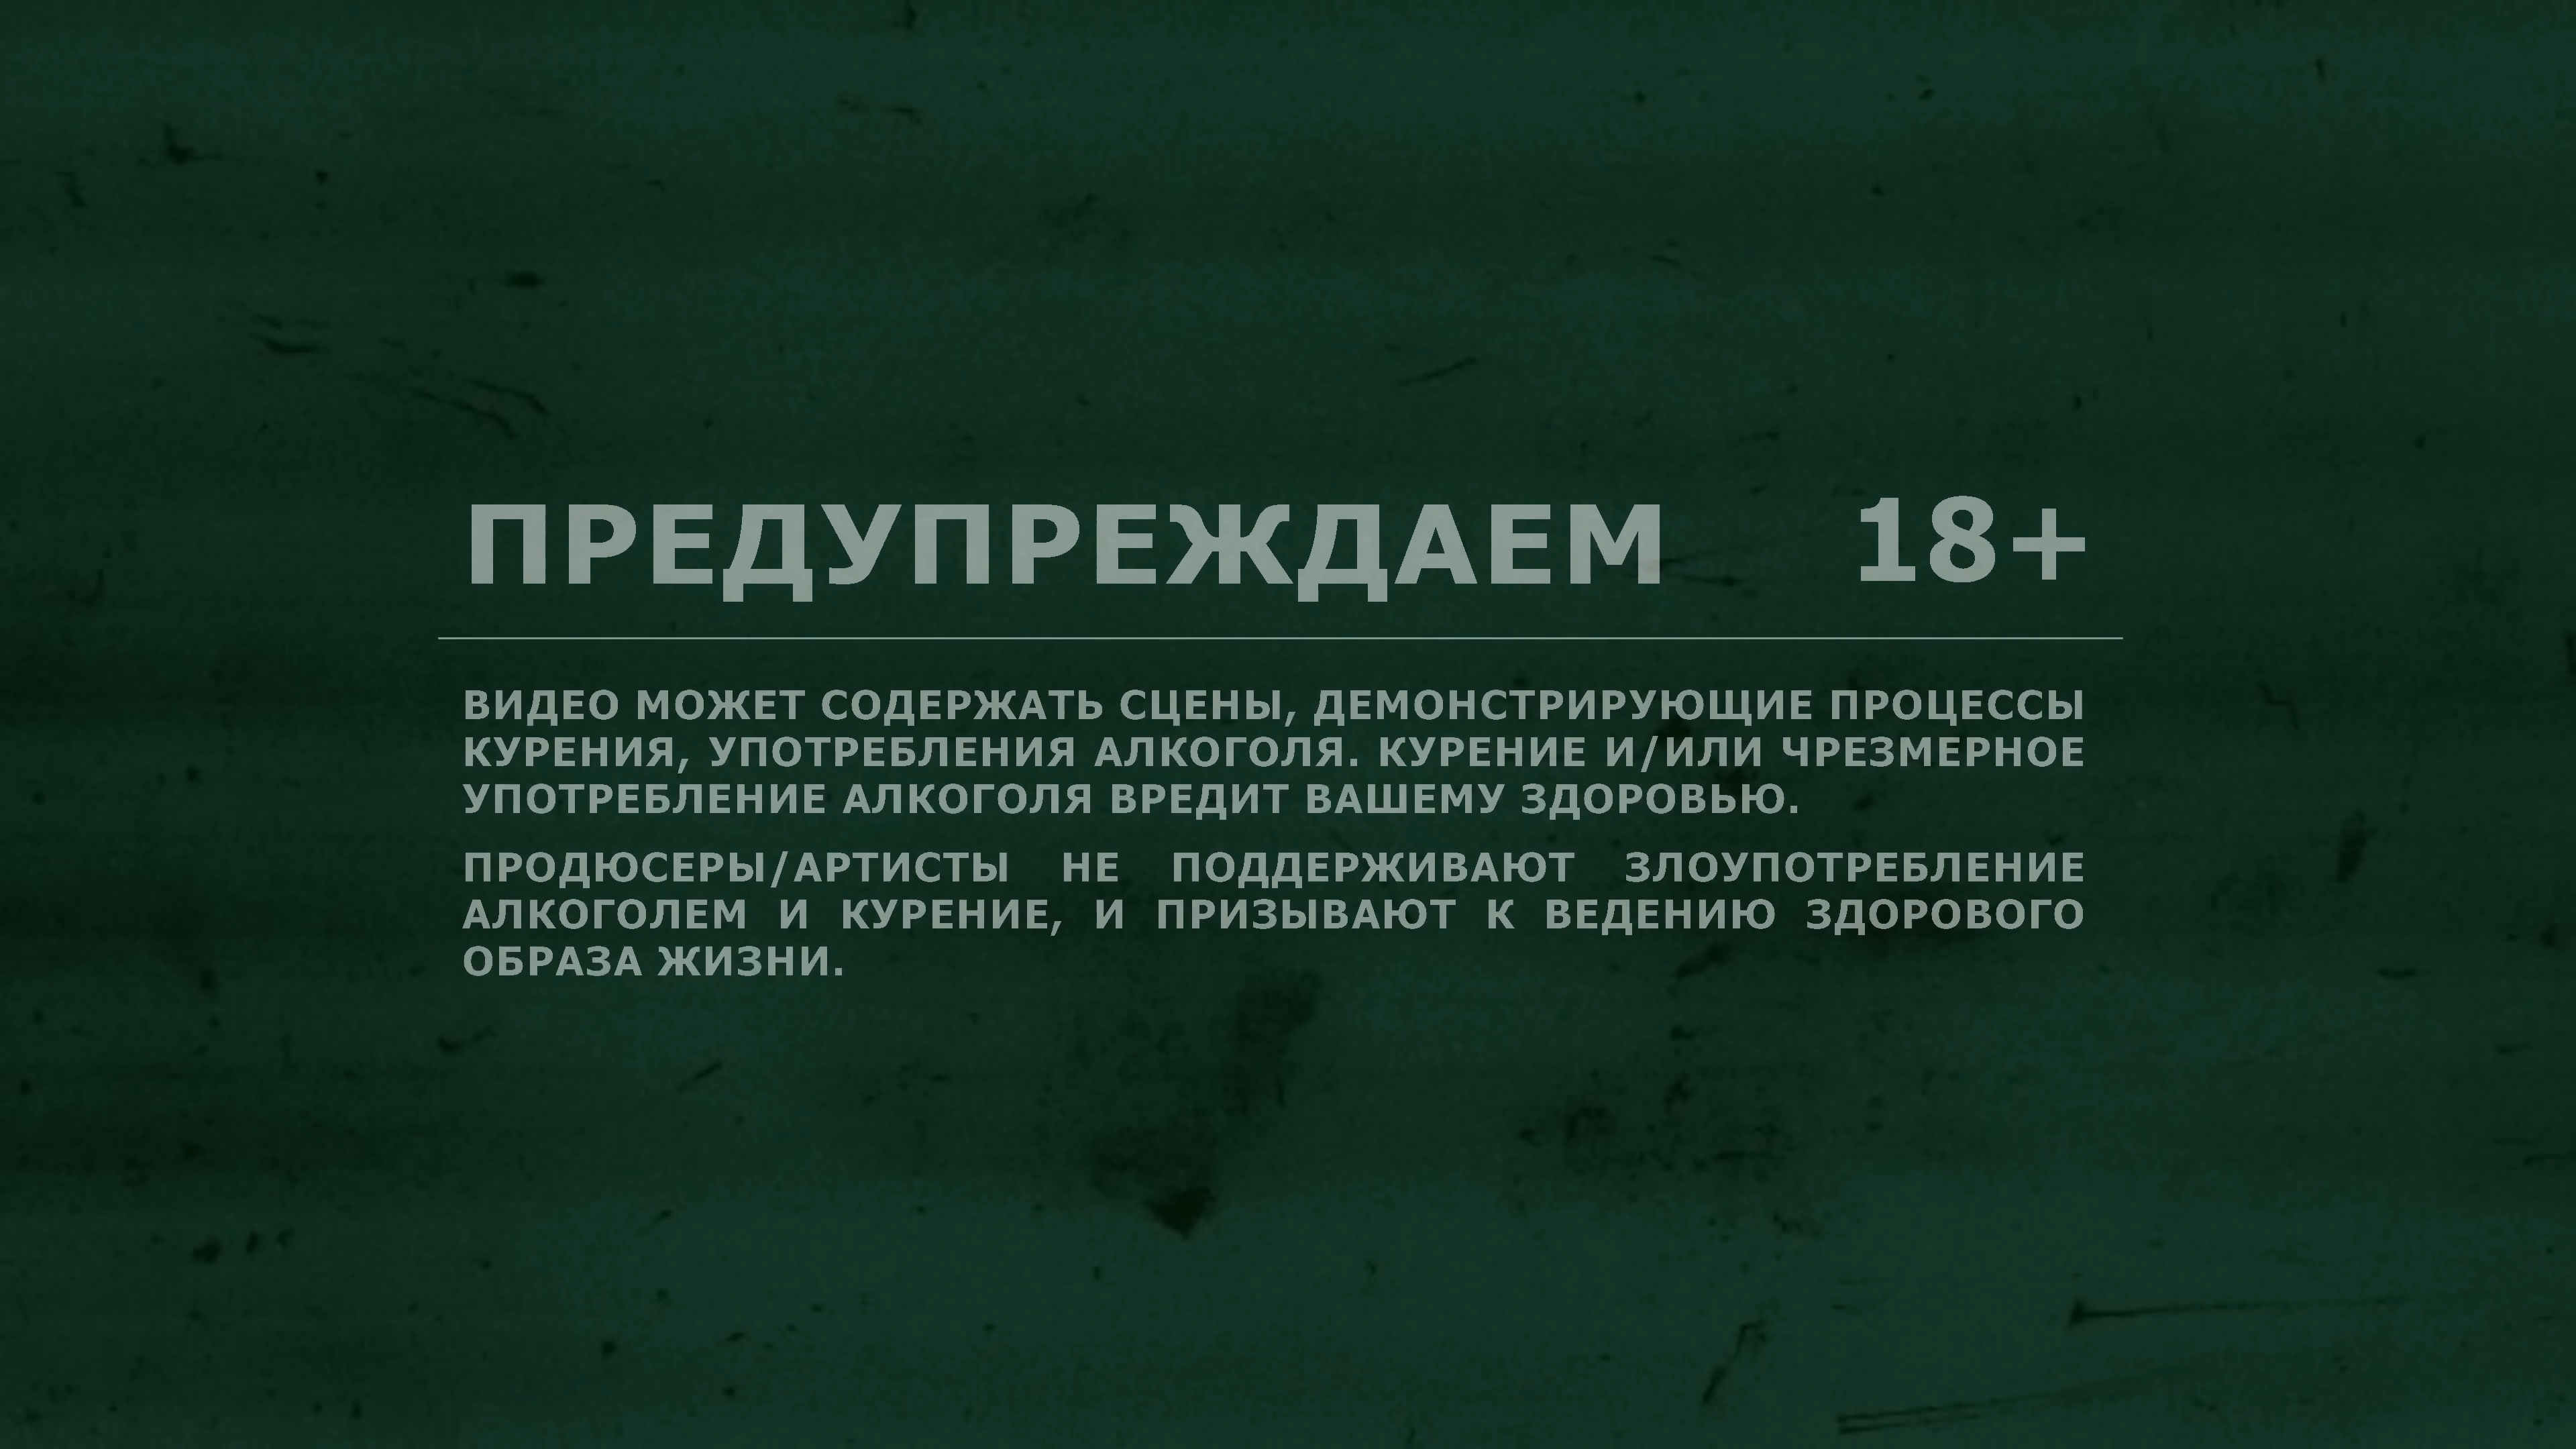 ПРЕДУПРЕЖДАЕМ 18+
ВИДЕО МОЖЕТ СОДЕРЖАТЬ СЦЕНЫ, ДЕМОНСТРИРУЮЩИЕ ПРОЦЕССЫ
КУРЕНИЯ, УПОТРЕБЛЕНИЯ АЛКОГОЛЯ. КУРЕНИЕ И/ИЛИ ЧРЕЗМЕРНОЕ
УПОТРЕБЛЕНИЕ АЛКОГОЛЯ ВРЕДИТ ВАШЕМУ ЗДОРОВЬЮ.
ПРОДЮСЕРЫ/АРТИСТЫ НЕ ПОДДЕРЖИВАЮТ ЗЛОУПОТРЕБЛЕНИЕ
АЛКОГОЛЕМ И КУРЕНИЕ, И ПРИЗЫВАЮТ К ВЕДЕНИЮ ЗДОРОВОГО
ОБРАЗА ЖИЗНИ.